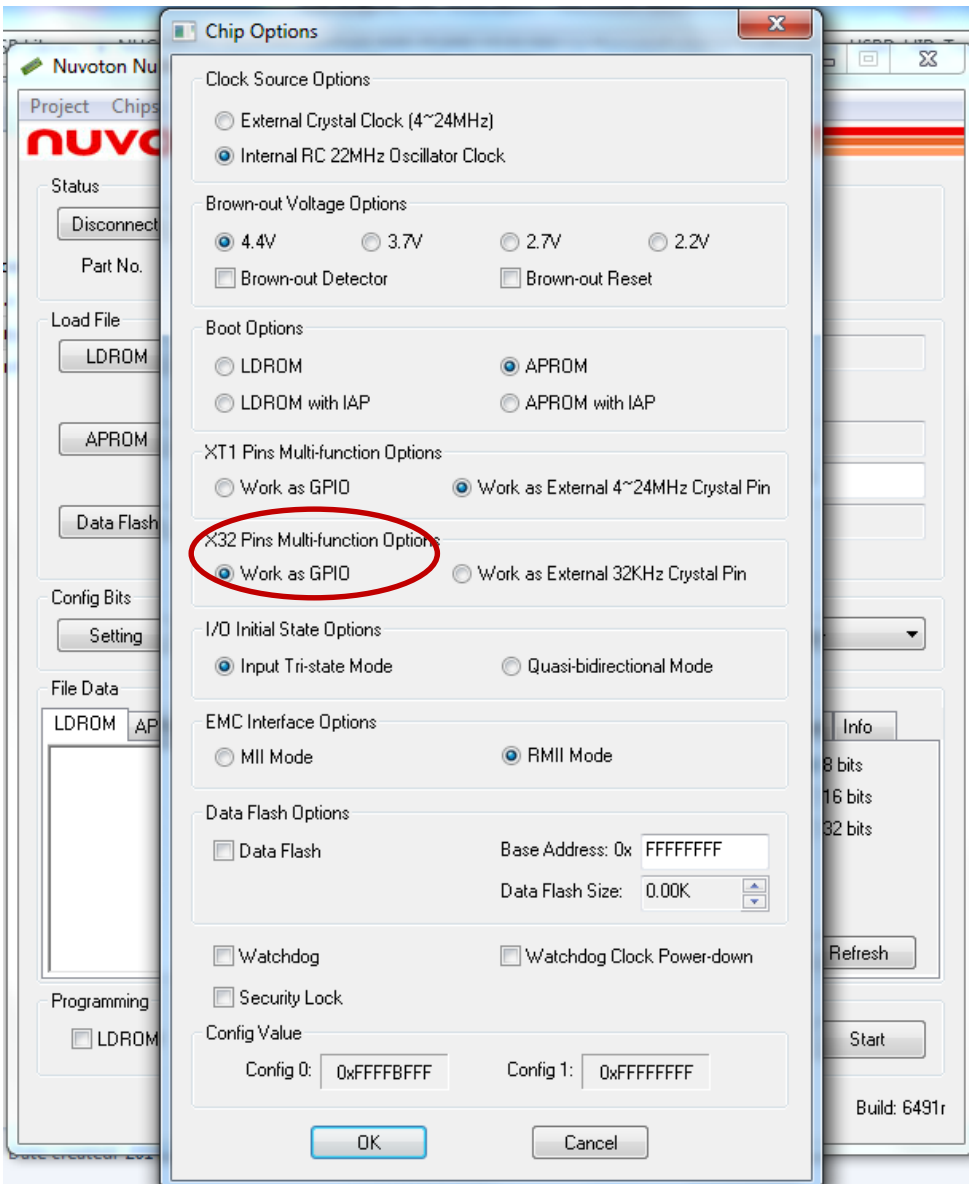 Chip Options
Nuvoton Nu
Project Chips
nuvo
Clock Source Options
External Crystal Clock (4~24MHz)
Internal RC 22MHz Oscillator Clock
Status
Disconnect
Part No.
Brown-out Voltage Options
4.4V 3.7V 2.7V 2.2V
Brown-out Detector Brown-out Reset
Load File
LDROM
APROM
Data Flash
Boot Options
LDROM APROM
LDROM with IAP APROM with IAP
XT1 Pins Multi-function Options
Work as GPIO Work as External 4~24MHz Crystal Pin
X32 Pins Multi-function Options
Work as GPIO Work as External 32KHz Crystal Pin
Config Bits
Setting
I/O Initial State Options
Input Tri-state Mode Quasi-bidirectional Mode
File Data
LDROM AP
Info
8 bits
16 bits
32 bits
Refresh
EMC Interface Options
MII Mode RMII Mode
Data Flash Options
Data Flash Base Address: 0x FFFFFFFF
Data Flash Size: 0.00K
Watchdog Watchdog Clock Power-down
Security Lock
Programming
LDROM
Start
Config Value
Config 0: 0xFFFFBFFF Config 1: 0xFFFFFFFF
OK Cancel
Build: 6491r